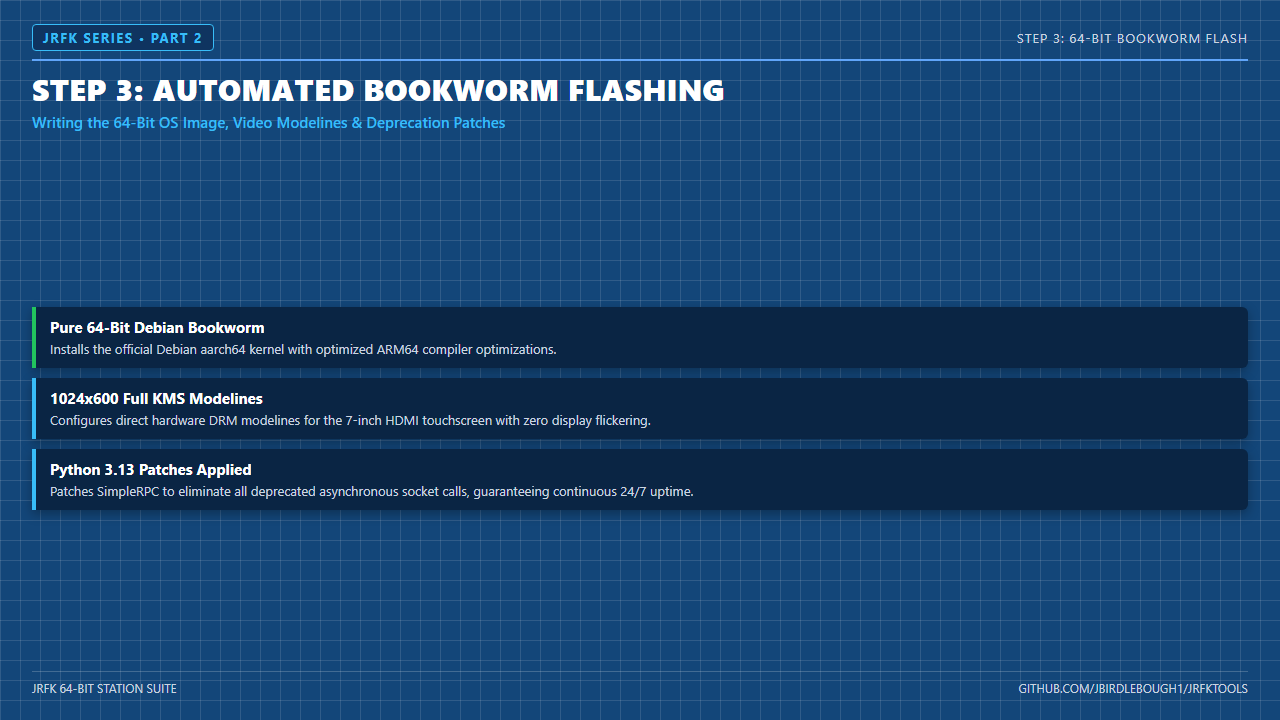 JRFK SERIES • PART 2
STEP 3: 64-BIT BOOKWORM FLASH
STEP 3: AUTOMATED BOOKWORM FLASHING
Writing the 64-Bit OS Image, Video Modelines & Deprecation Patches
Pure 64-Bit Debian Bookworm
Installs the official Debian aarch64 kernel with optimized ARM64 compiler optimizations.
1024x600 Full KMS Modelines
Configures direct hardware DRM modelines for the 7-inch HDMI touchscreen with zero display flickering.
Python 3.13 Patches Applied
Patches SimpleRPC to eliminate all deprecated asynchronous socket calls, guaranteeing continuous 24/7 uptime.
JRFK 64-BIT STATION SUITE
GITHUB.COM/JBIRDLEBOUGH1/JRFKTOOLS